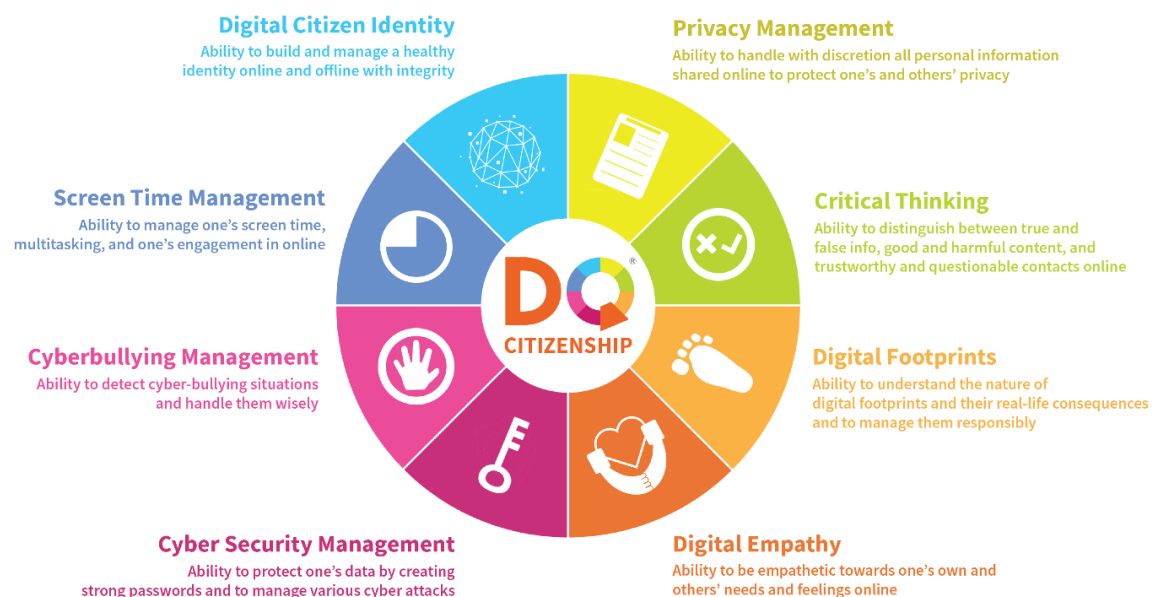 Digital Citizen Identity
Ability to build and manage a healthy
identity online and offline with integrity
Privacy Management
Ability to handle with discretion all personal information
shared online to protect one’s and others’ privacy
Screen Time Management
Ability to manage one’s screen time,
multitasking, and one’s engagement in online
Critical Thinking
Ability to distinguish between true and
false info, good and harmful content, and
trustworthy and questionable contacts online
DQ®
CITIZENSHIP
Cyberbullying Management
Ability to detect cyber-bullying situations
and handle them wisely
Digital Footprints
Ability to understand the nature of
digital footprints and their real-life consequences
and to manage them responsibly
Cyber Security Management
Ability to protect one’s data by creating
strong passwords and to manage various cyber attacks
Digital Empathy
Ability to be empathetic towards one’s own and
others’ needs and feelings online